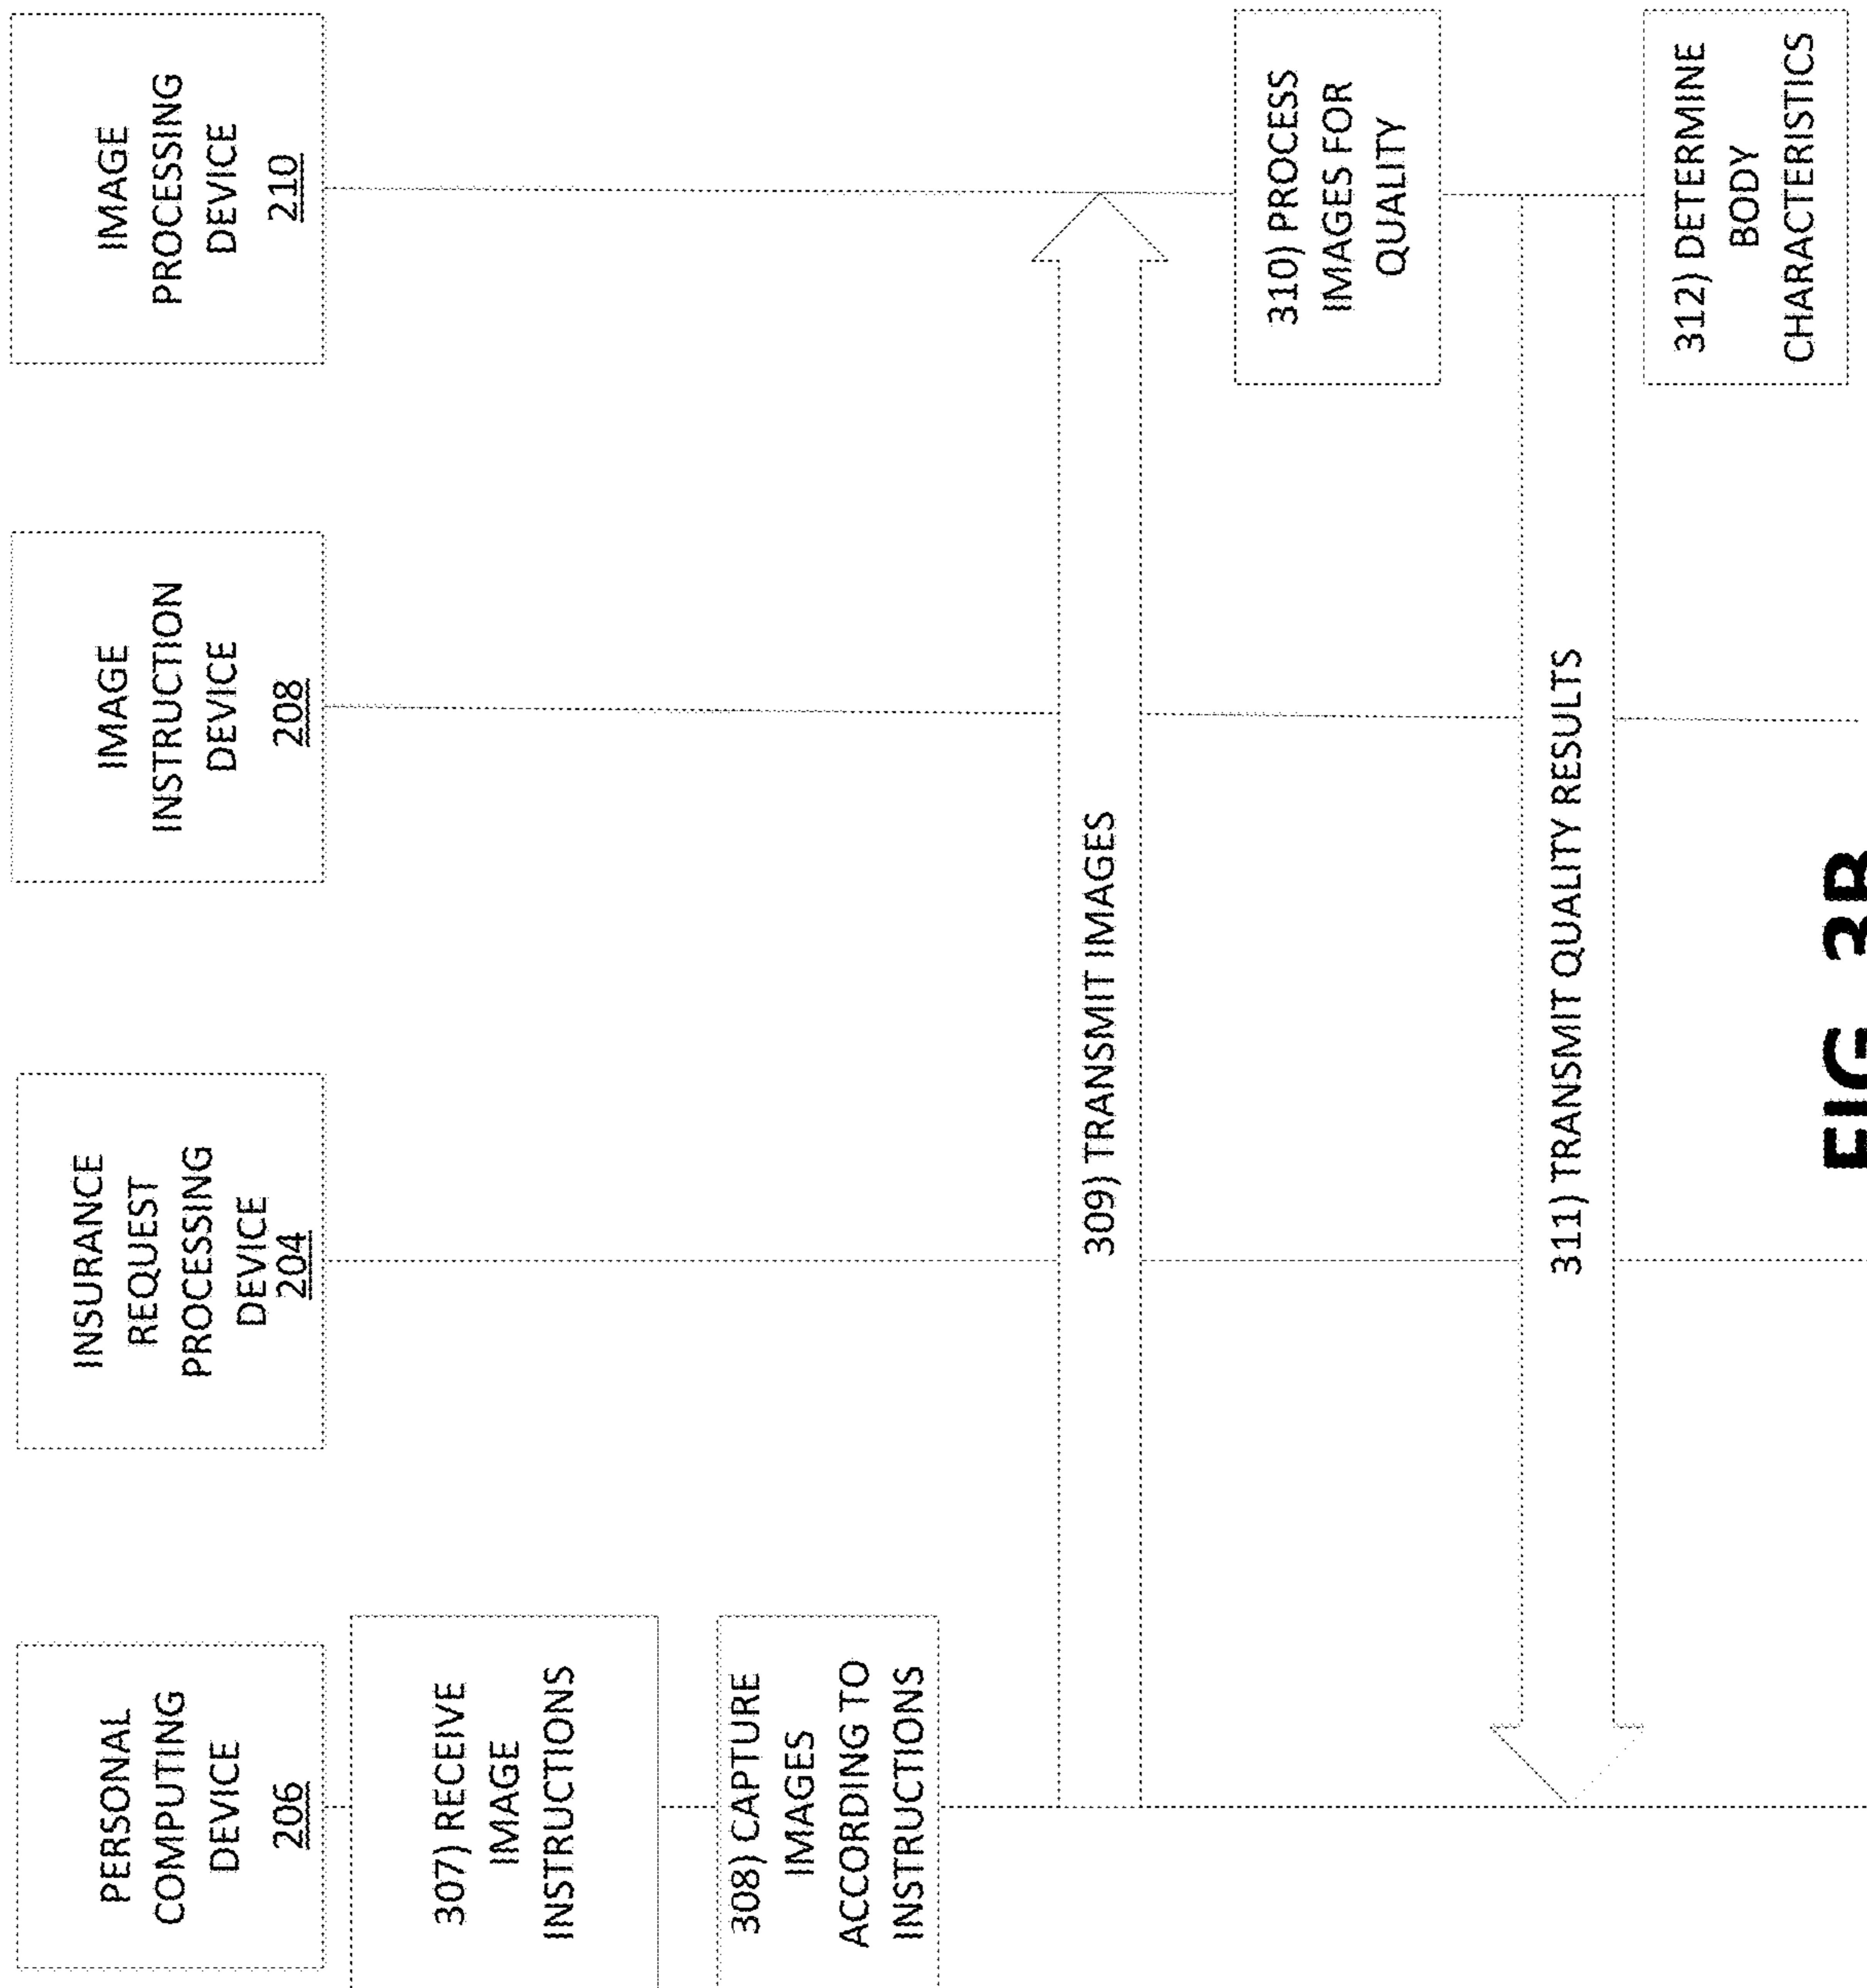 PERSONAL
COMPUTING
DEVICE
206
INSURANCE
REQUEST
PROCESSING
DEVICE
204
IMAGE
INSTRUCTION
DEVICE
208
IMAGE
PROCESSING
DEVICE
210
307) RECEIVE
IMAGE
INSTRUCTIONS
308) CAPTURE
IMAGES
ACCORDING TO
INSTRUCTIONS
309) TRANSMIT IMAGES
310) PROCESS
IMAGES FOR
QUALITY
311) TRANSMIT QUALITY RESULTS
312) DETERMINE
BODY
CHARACTERISTICS
FIG 3B